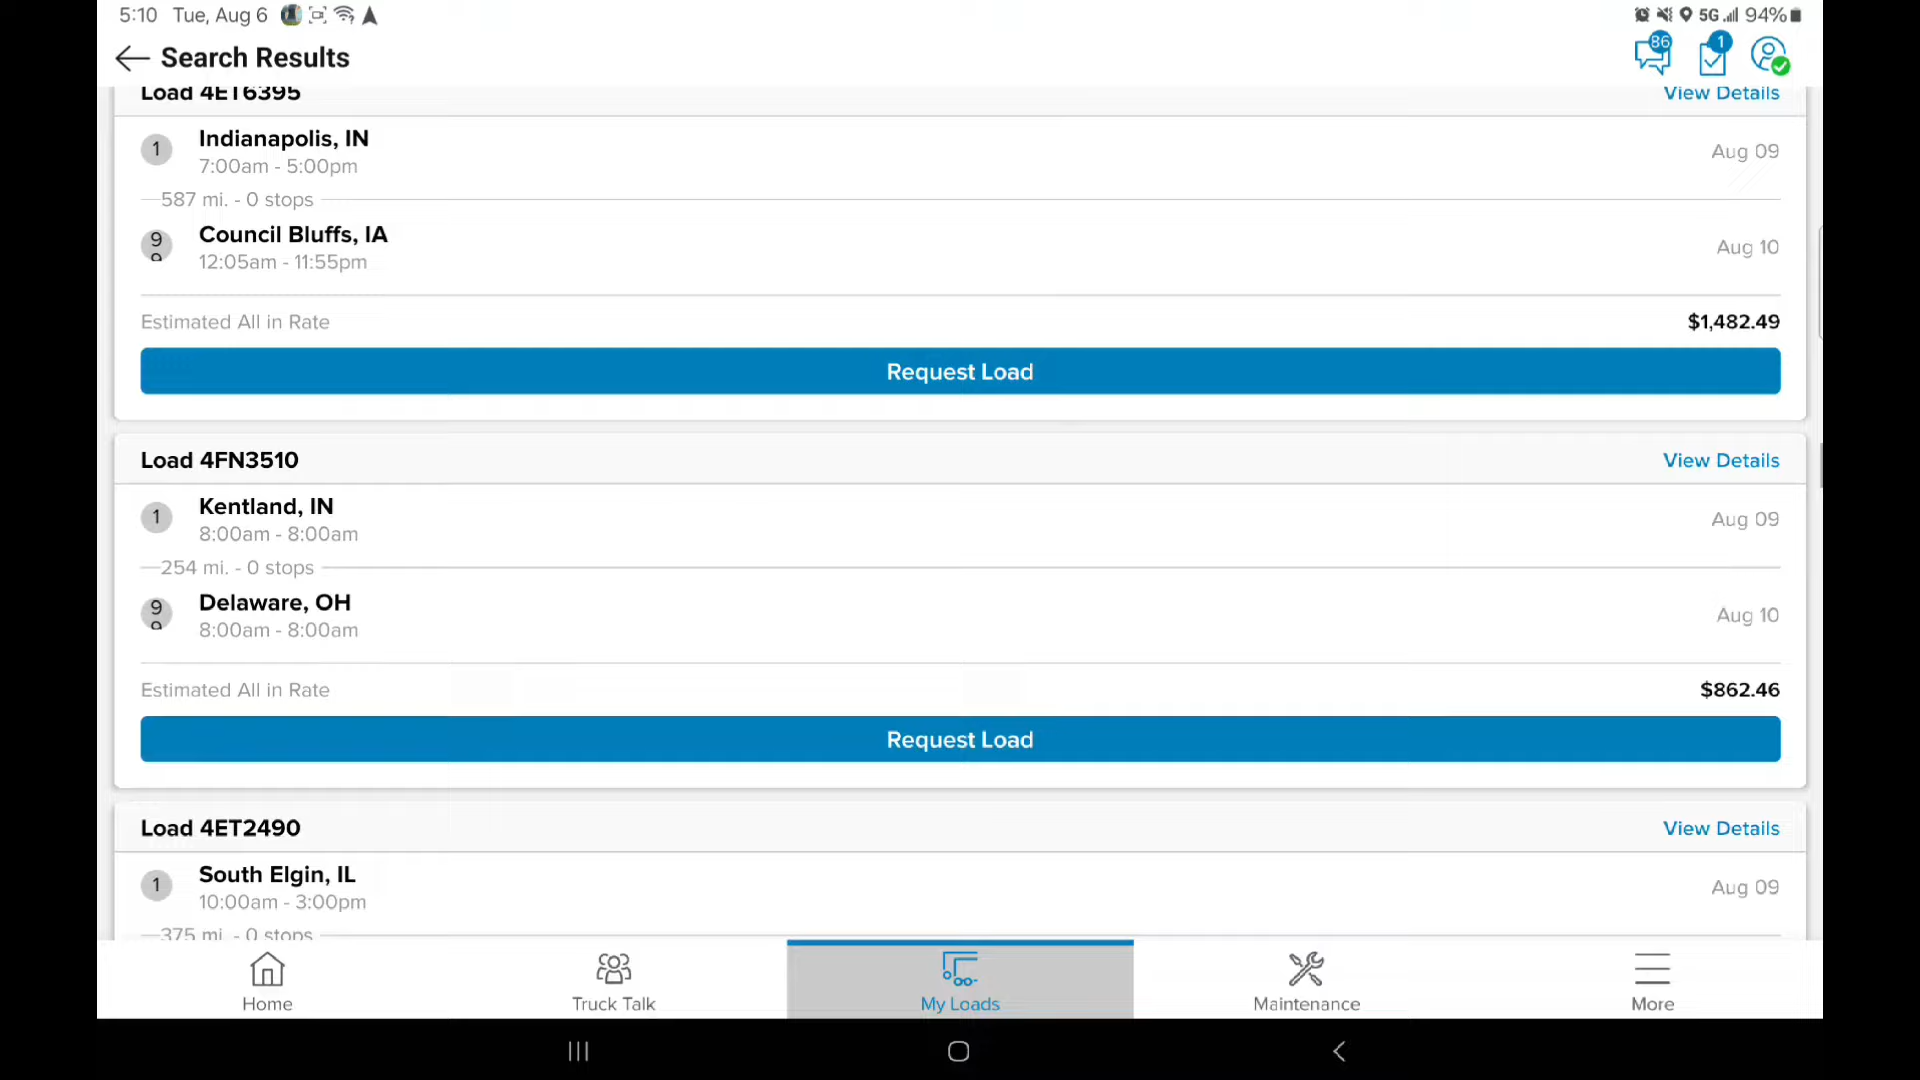 5:10 Tue, Aug 6
5G 94%
Search Results
86
1
Load 4ET6395
View Details
1
Indianapolis, IN
7:00am - 5:00pm
Aug 09
587 mi. - 0 stops
99
Council Bluffs, IA
12:05am - 11:55pm
Aug 10
Estimated All in Rate
$1,482.49
Request Load
Load 4FN3510
View Details
1
Kentland, IN
8:00am - 8:00am
Aug 09
254 mi. - 0 stops
99
Delaware, OH
8:00am - 8:00am
Aug 10
Estimated All in Rate
$862.46
Request Load
Load 4ET2490
View Details
1
South Elgin, IL
10:00am - 3:00pm
Aug 09
375 mi. - 0 stops
Home
Truck Talk
My Loads
Maintenance
More